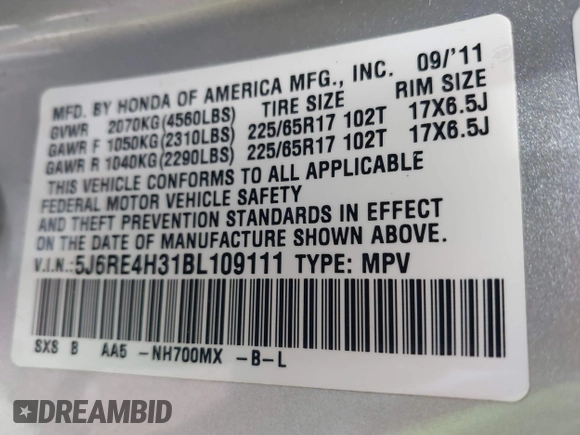 MFD. BY HONDA OF AMERICA MFG., INC. 09/'11
GVWR 2070KG(4560LBS) TIRE SIZE RIM SIZE
GAWR F 1050KG(2310LBS) 225/65R17 102T 17X6.5J
GAWR R 1040KG(2290LBS) 225/65R17 102T 17X6.5J
THIS VEHICLE CONFORMS TO ALL APPLICABLE
FEDERAL MOTOR VEHICLE SAFETY
AND THEFT PREVENTION STANDARDS IN EFFECT
ON THE DATE OF MANUFACTURE SHOWN ABOVE.
V.I.N.:5J6RE4H31BL109111 TYPE: MPV
SXS B AA5 -NH700MX -B-L
DREAMBID